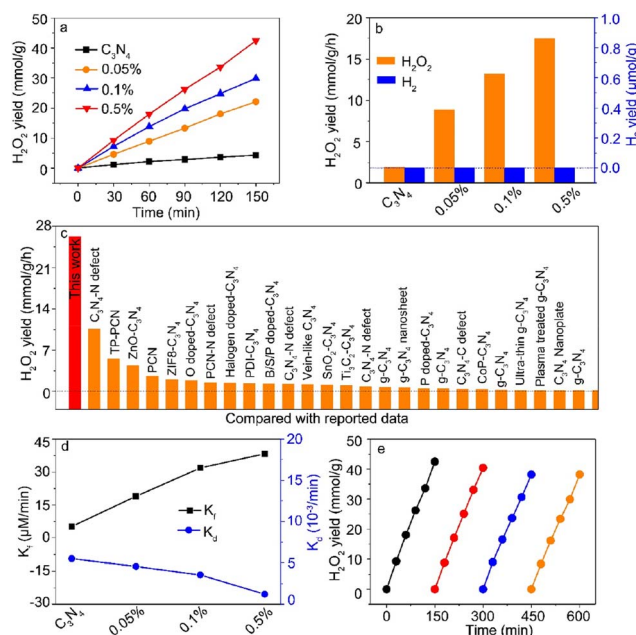 a
C₃N₄
0.05%
0.1%
0.5%
50
40
30
20
10
0
H₂O₂ yield (mmol/g)
0 30 60 90 120 150
Time (min)
b
H₂O₂
H₂
20
15
10
5
0
H₂O₂ yield (mmol/g/h)
1.0
0.8
0.6
0.4
0.2
0.0
H₂ yield (umol/g)
C₃N₄ 0.05% 0.1% 0.5%
c
28
21
14
7
0
H₂O₂ yield (mmol/g/h)
This work
C₃N₄-N defect
TP-PCN
ZnO-C₃N₄
PCN
ZIF8-C₃N₄
O doped-C₃N₄
PCN-N defect
Halogen doped-C₃N₄
PDI-C₃N₄
B/S/P doped-C₃N₄
C₃N₄-N defect
Vein-like C₃N₄
SnO₂-C₃N₄
Ti₃C₂-C₃N₄
C₃N₄-N defect
g-C₃N₄
g-C₃N₄ nanosheet
P doped-C₃N₄
g-C₃N₄
C₃N₄-C defect
CoP-C₃N₄
g-C₃N₄
Ultra-thin g-C₃N₄
Plasma treated g-C₃N₄
C₃N₄ Nanoplate
g-C₃N₄
Compared with reported data
d
Kf
Kd
45
30
15
0
-15
-30
Kf (μM/min)
20
15
10
5
0
Kd (10⁻³/min)
C₃N₄ 0.05% 0.1% 0.5%
e
50
40
30
20
10
0
H₂O₂ yield (mmol/g)
0 150 300 450 600
Time (min)